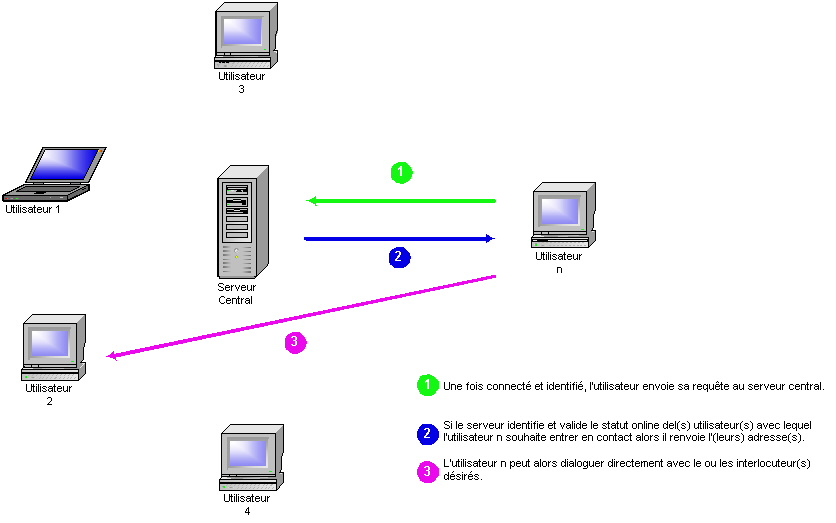 Utilisateur
3
1
Utilisateur 1
Utilisateur
n
2
Serveur
Central
3
Utilisateur
2
1
Une fois connecté et identifié, l'utilisateur envoie sa requête au serveur central.
2
Si le serveur identifie et valide le statut online del(s) utilisateur(s) avec lequel
l'utilisateur n souhaite entrer en contact alors il renvoie l'(leurs) adresse(s).
3
L'utilisateur n peut alors dialoguer directement avec le ou les interlocuteur(s)
désirés.
Utilisateur
4